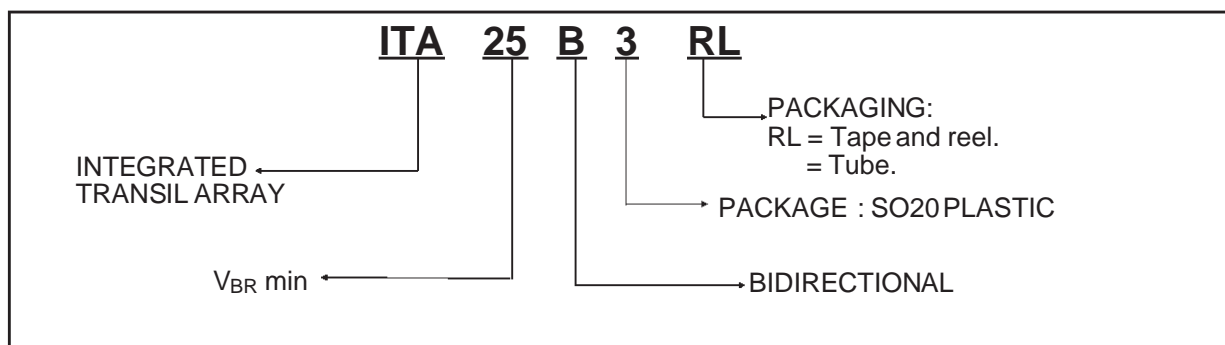 ITA 25 B 3 RL
PACKAGING:
RL = Tape and reel.
= Tube.
INTEGRATED
TRANSIL ARRAY
PACKAGE : SO20 PLASTIC
VBR min
BIDIRECTIONAL